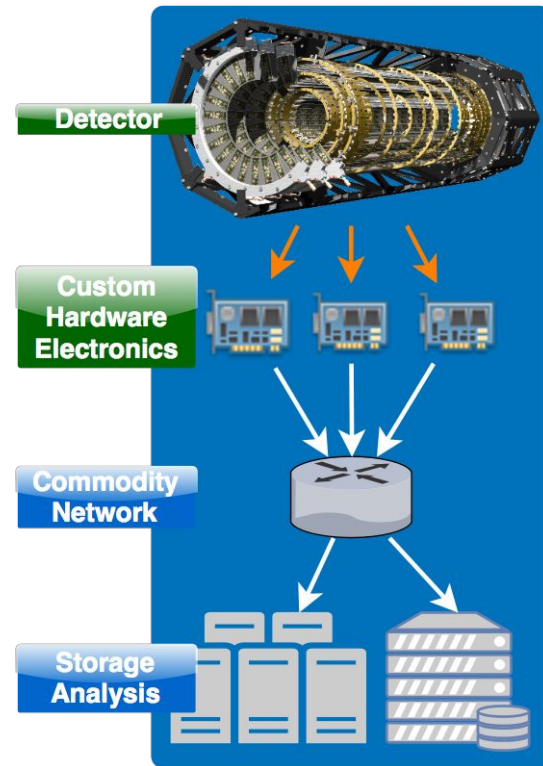 Detector
Custom
Hardware
Electronics
Commodity
Network
Storage
Analysis